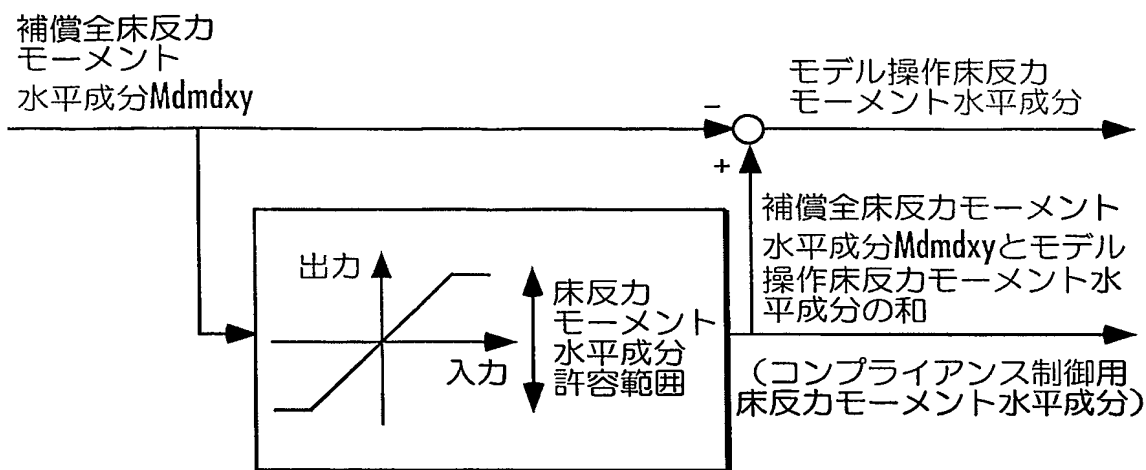 補償全床反力
モーメント
水平成分Mdmdxy
モデル操作床反力
モーメント水平成分
−
+
補償全床反力モーメント
水平成分Mdmdxyとモデル
操作床反力モーメント水
平成分の和
出力
入力
床反力
モーメント
水平成分
許容範囲
(コンプライアンス制御用
床反力モーメント水平成分)